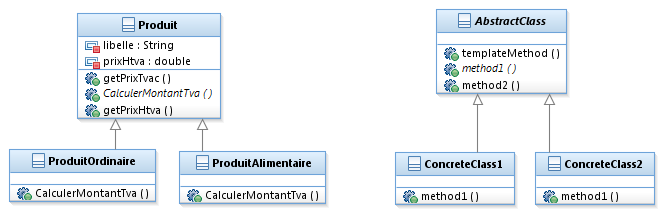 Produit
libelle : String
prixHtva : double
getPrixTvac ( )
CalculerMontantTva ( )
getPrixHtva ( )
ProduitOrdinaire
CalculerMontantTva ( )
ProduitAlimentaire
CalculerMontantTva ( )
AbstractClass
templateMethod ( )
method1 ( )
method2 ( )
ConcreteClass1
method1 ( )
ConcreteClass2
method1 ( )